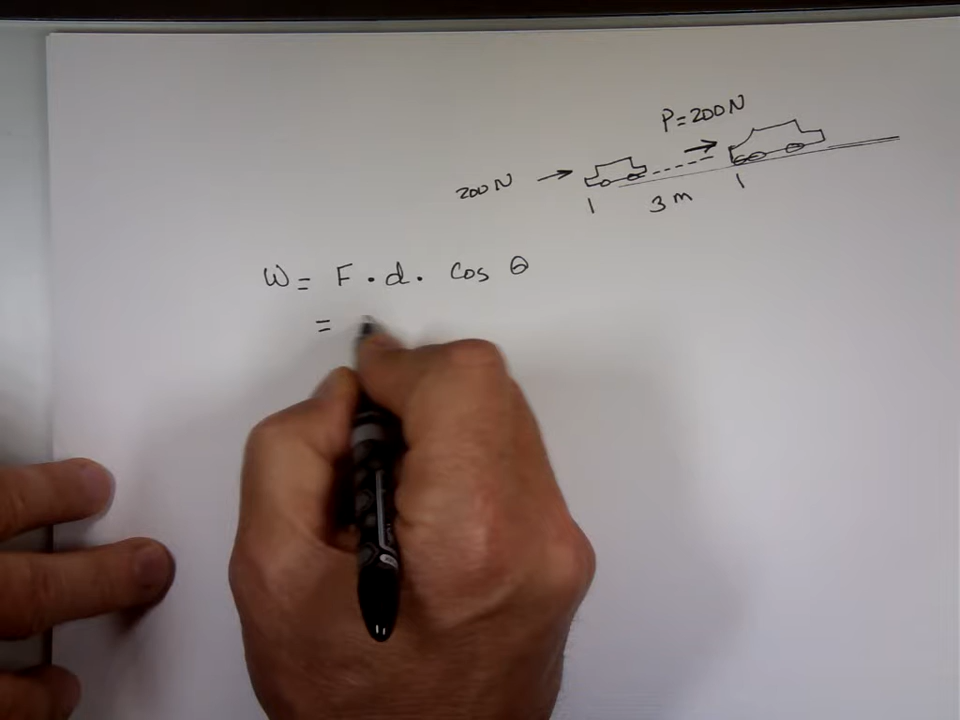 P=200N
200N
1 3m 1
W = F · d · Cos θ
=